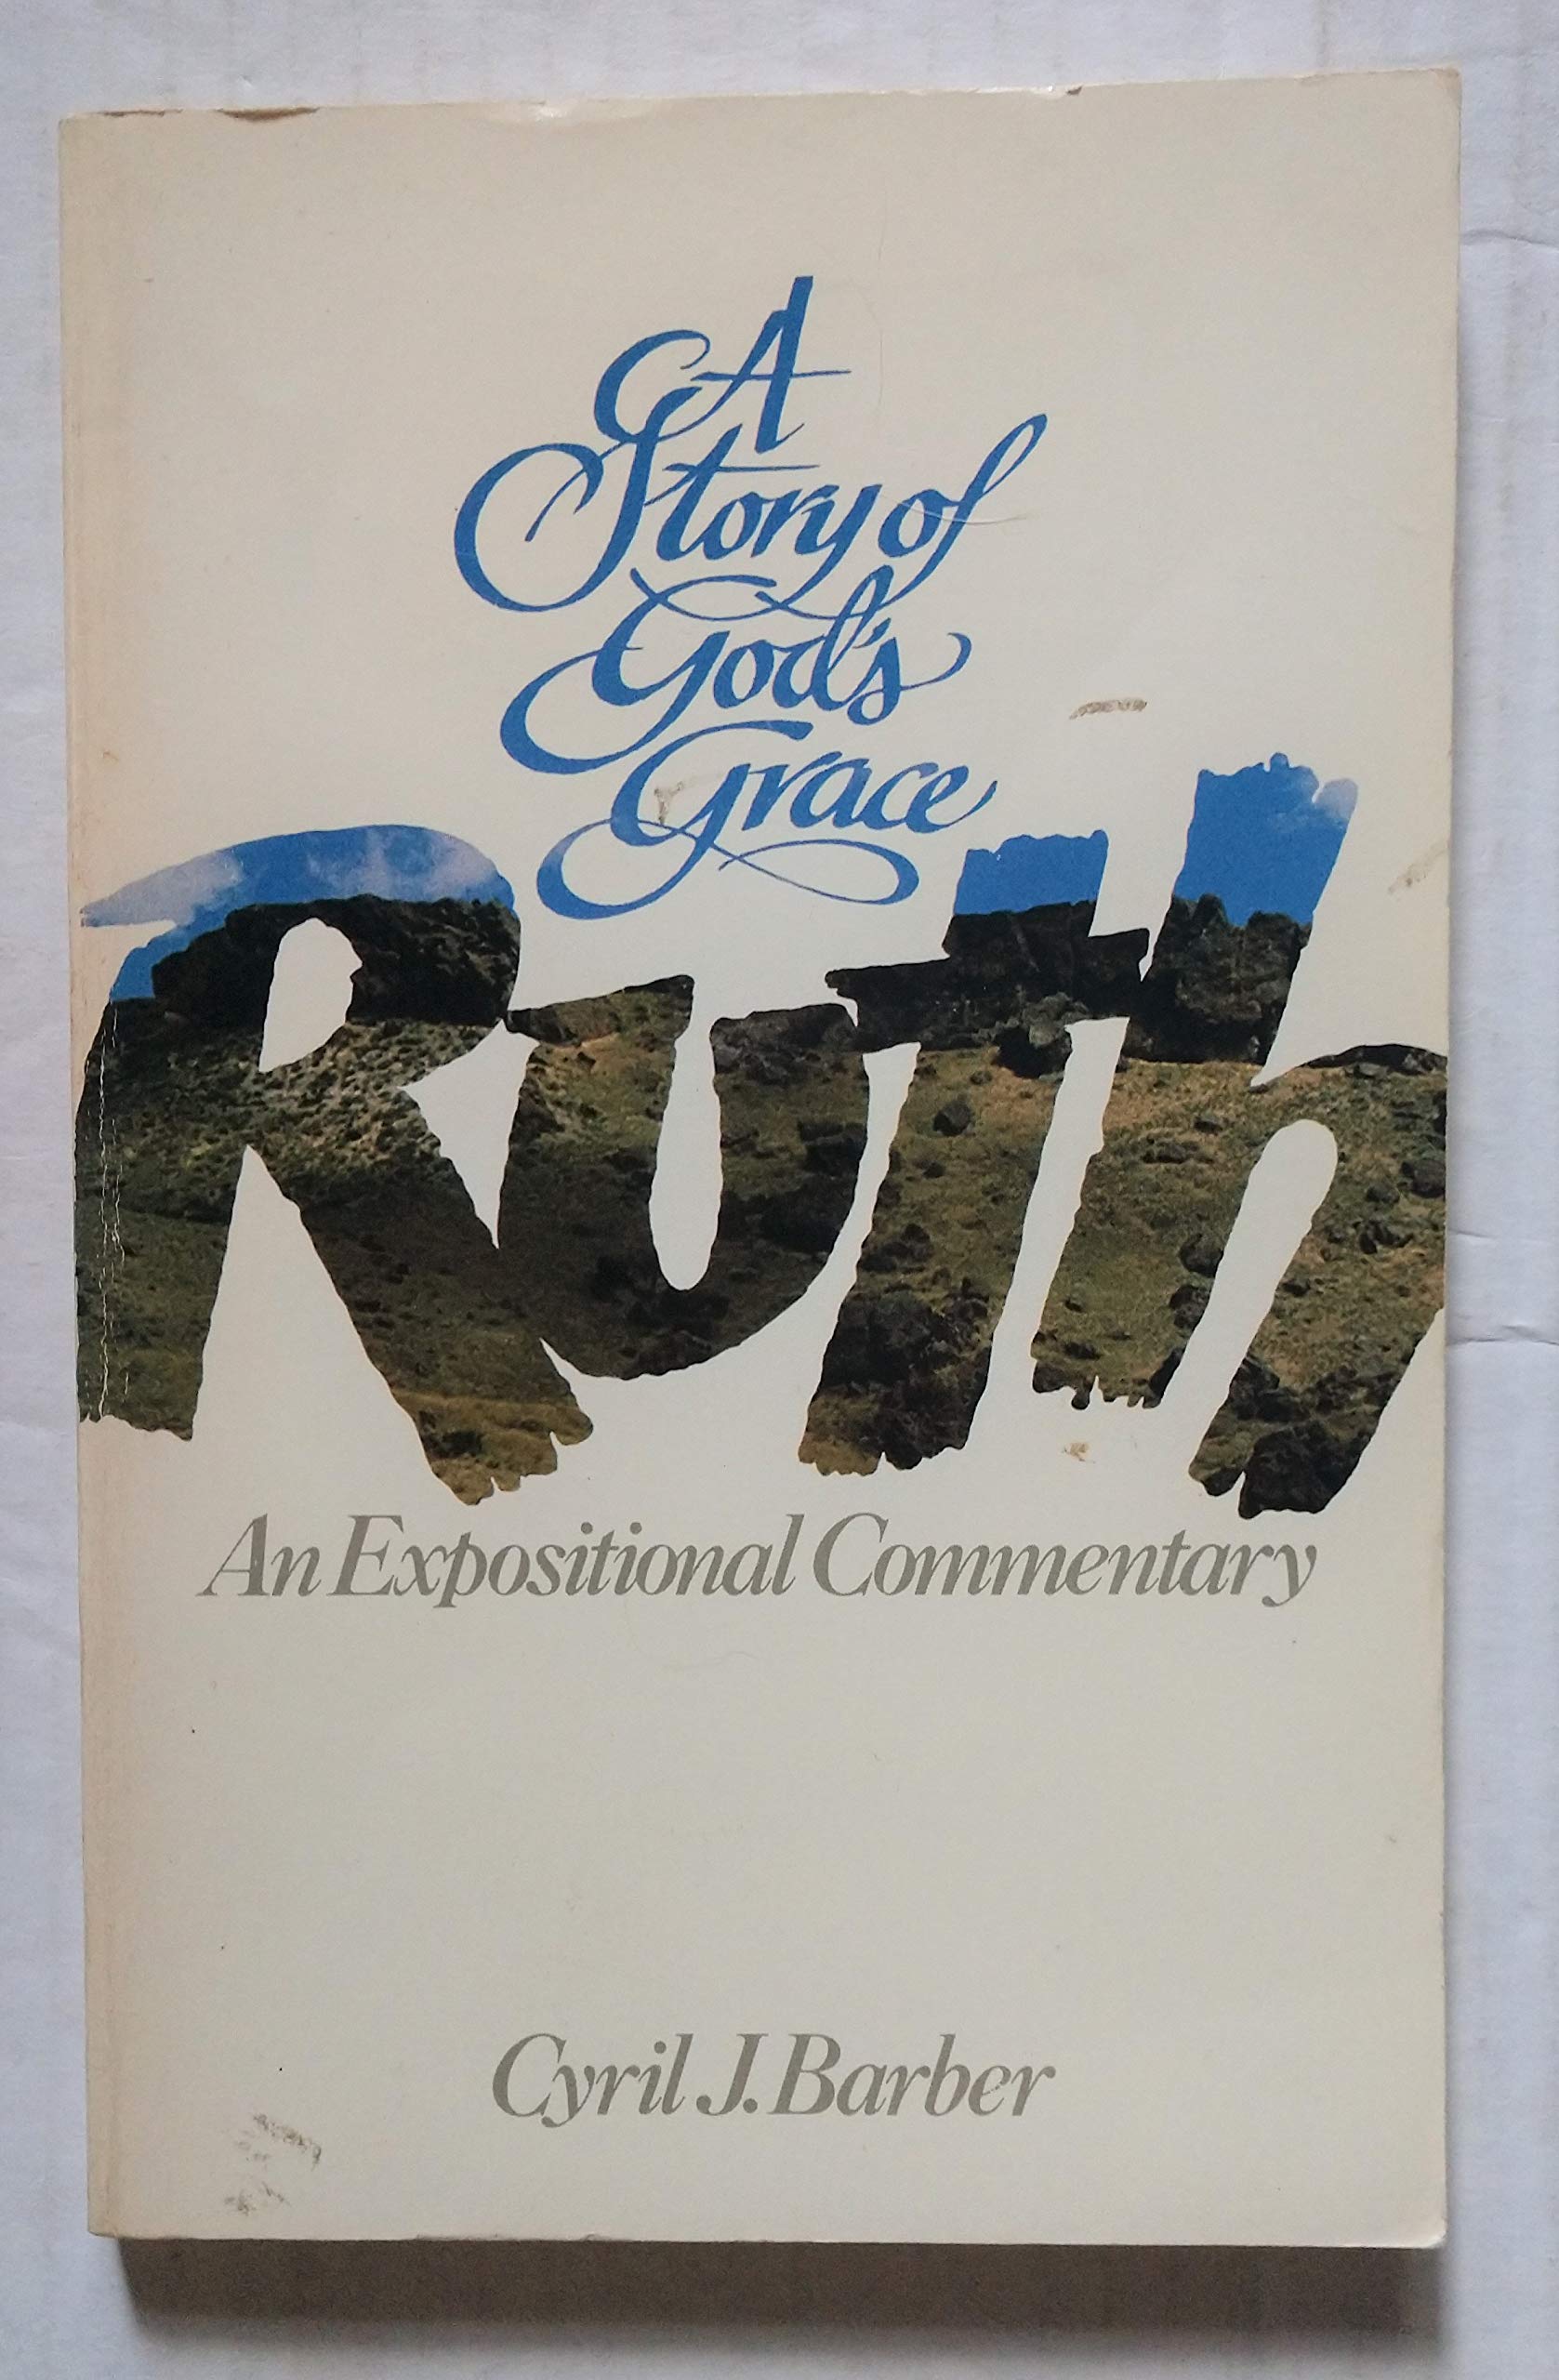 A
Story of
God's
Grace
Ruth
An Expositional Commentary
Cyril J. Barber